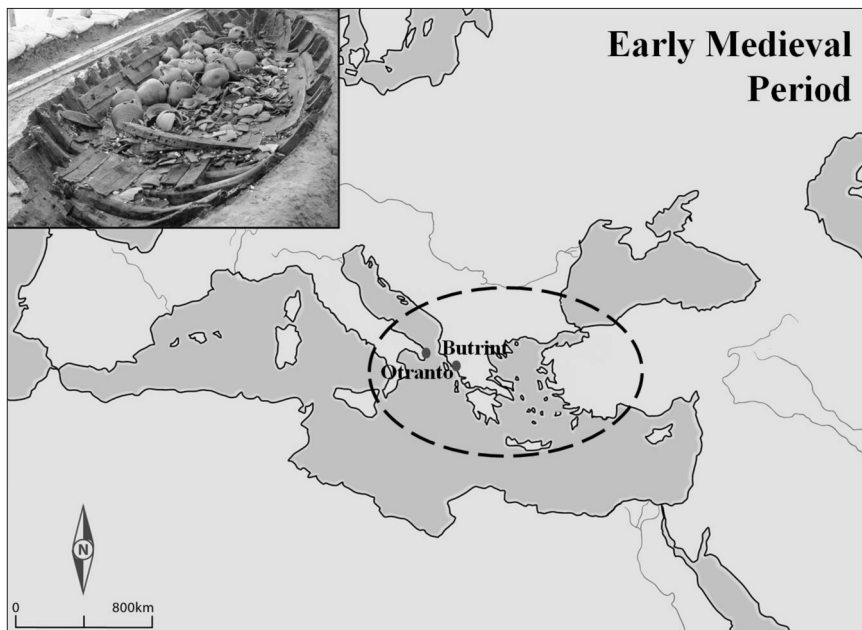 Early Medieval
Period
Butrint
Otranto
N
0 800km